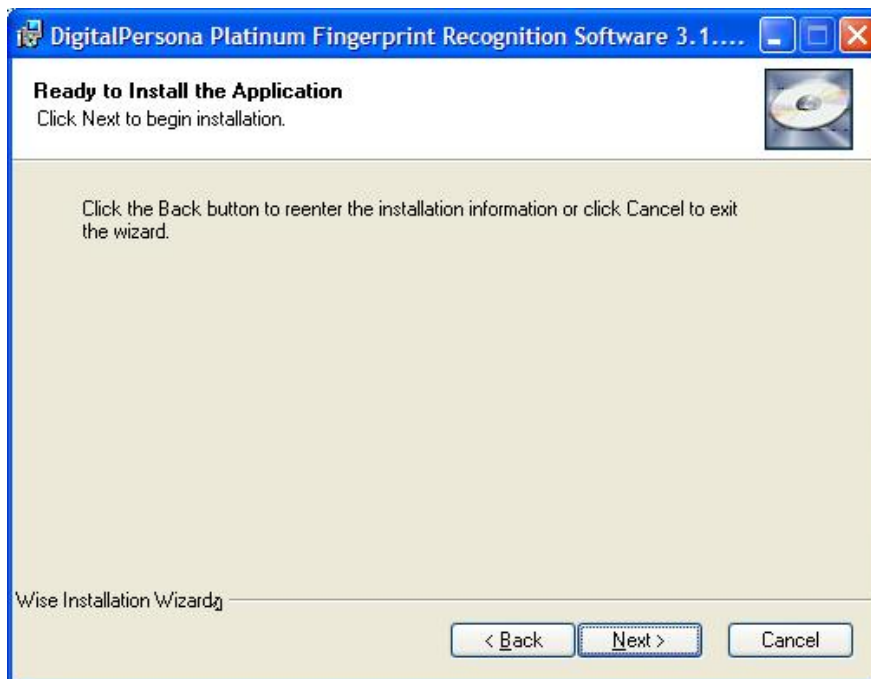 DigitalPersona Platinum Fingerprint Recognition Software 3.1....
Ready to Install the Application
Click Next to begin installation.
Click the Back button to reenter the installation information or click Cancel to exit
the wizard.
Wise Installation Wizard
< Back
Next >
Cancel